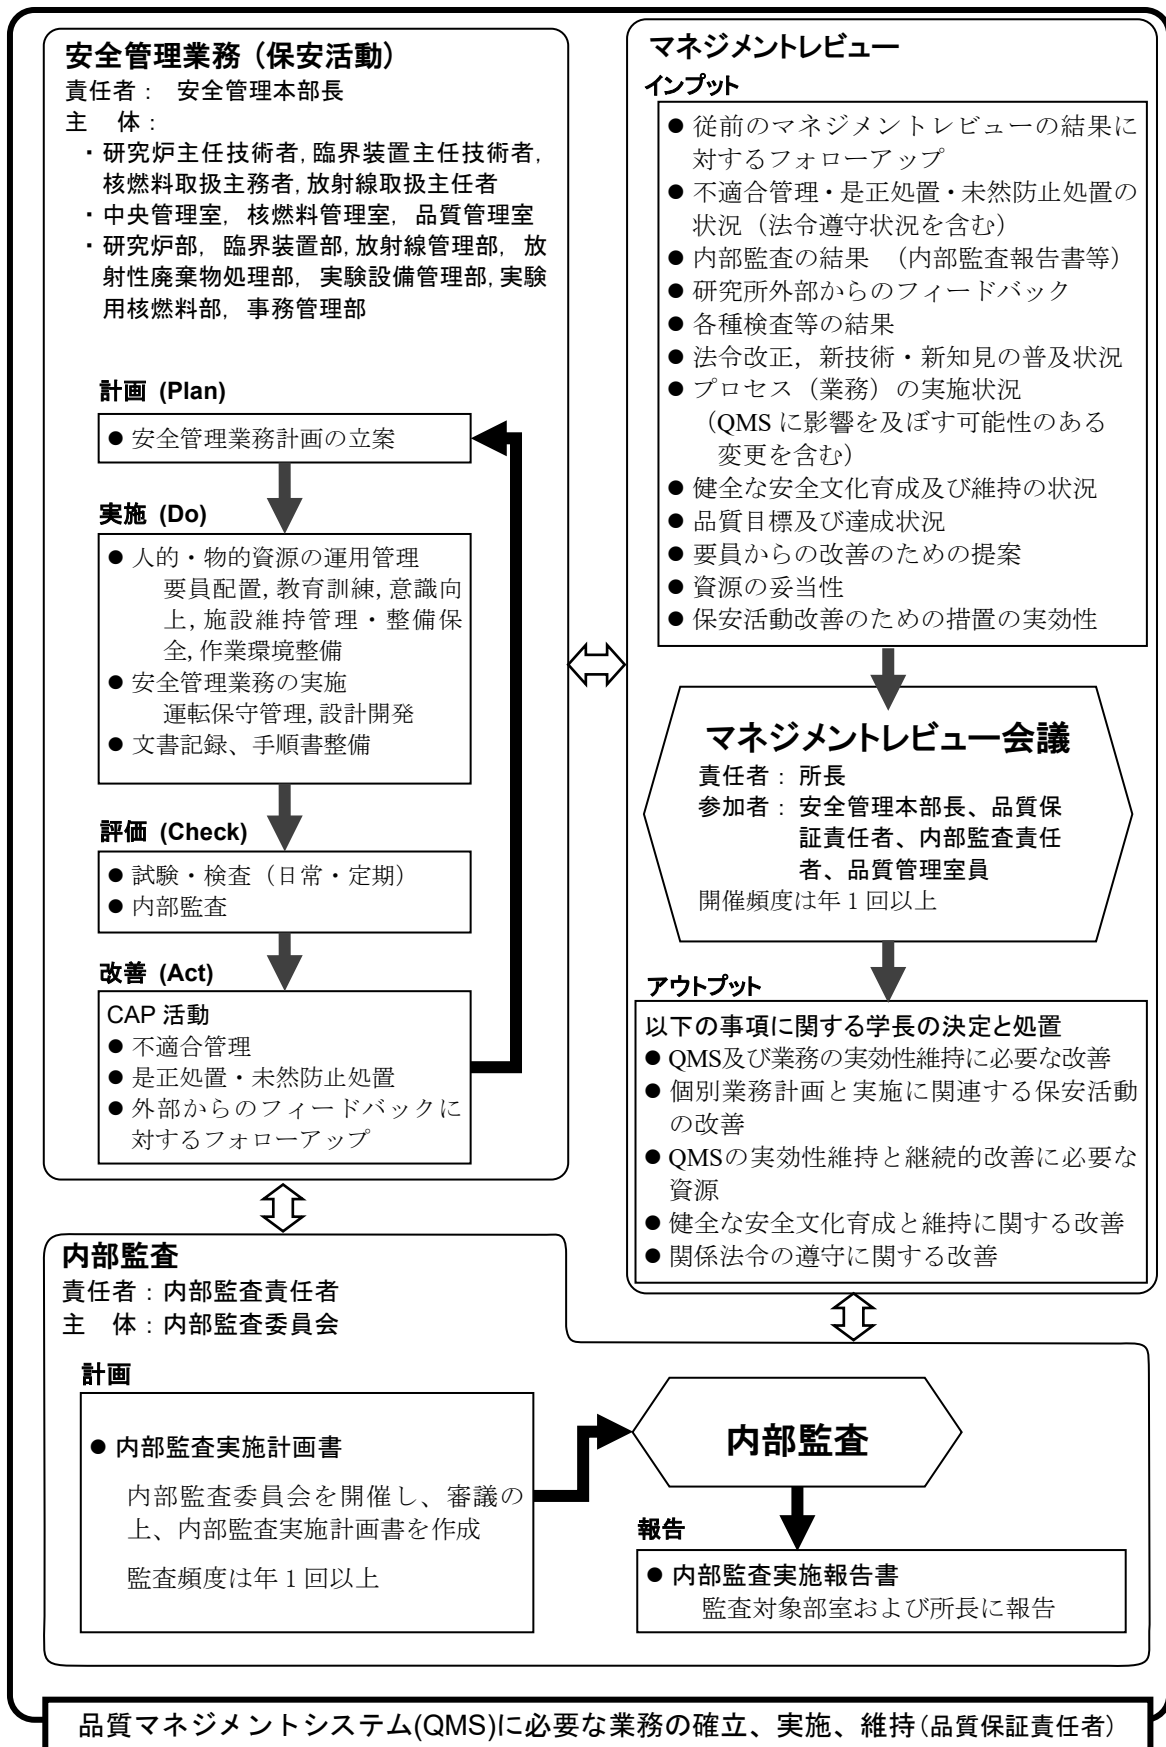 安全管理業務（保安活動）
責任者： 安全管理本部長
主 体：
・研究炉主任技術者, 臨界装置主任技術者,
核燃料取扱主務者, 放射線取扱主任者
・中央管理室, 核燃料管理室, 品質管理室
・研究炉部, 臨界装置部, 放射線管理部, 放
射性廃棄物処理部, 実験設備管理部, 実験
用核燃料部, 事務管理部
計画 (Plan)
● 安全管理業務計画の立案
実施 (Do)
● 人的・物的資源の運用管理
要員配置, 教育訓練, 意識向
上, 施設維持管理・整備保
全, 作業環境整備
● 安全管理業務の実施
運転保守管理, 設計開発
● 文書記録、手順書整備
評価 (Check)
● 試験・検査（日常・定期）
● 内部監査
改善 (Act)
CAP 活動
● 不適合管理
● 是正処置・未然防止処置
● 外部からのフィードバックに
対するフォローアップ
マネジメントレビュー
インプット
● 従前のマネジメントレビューの結果に
対するフォローアップ
● 不適合管理・是正処置・未然防止処置の
状況（法令遵守状況を含む）
● 内部監査の結果 （内部監査報告書等）
● 研究所外部からのフィードバック
● 各種検査等の結果
● 法令改正, 新技術・新知見の普及状況
● プロセス（業務）の実施状況
（QMS に影響を及ぼす可能性のある
変更を含む）
● 健全な安全文化育成及び維持の状況
● 品質目標及び達成状況
● 要員からの改善のための提案
● 資源の妥当性
● 保安活動改善のための措置の実効性
マネジメントレビュー会議
責任者： 所長
参加者： 安全管理本部長、品質保
証責任者、内部監査責任
者、品質管理室員
開催頻度は年 1 回以上
アウトプット
以下の事項に関する学長の決定と処置
● QMS及び業務の実効性維持に必要な改善
● 個別業務計画と実施に関連する保安活動
の改善
● QMSの実効性維持と継続的改善に必要な
資源
● 健全な安全文化育成と維持に関する改善
● 関係法令の遵守に関する改善
内部監査
責任者：内部監査責任者
主 体：内部監査委員会
計画
● 内部監査実施計画書
内部監査委員会を開催し、審議の
上、内部監査実施計画書を作成
監査頻度は年 1 回以上
内部監査
報告
● 内部監査実施報告書
監査対象部室および所長に報告
品質マネジメントシステム(QMS)に必要な業務の確立、実施、維持（品質保証責任者）